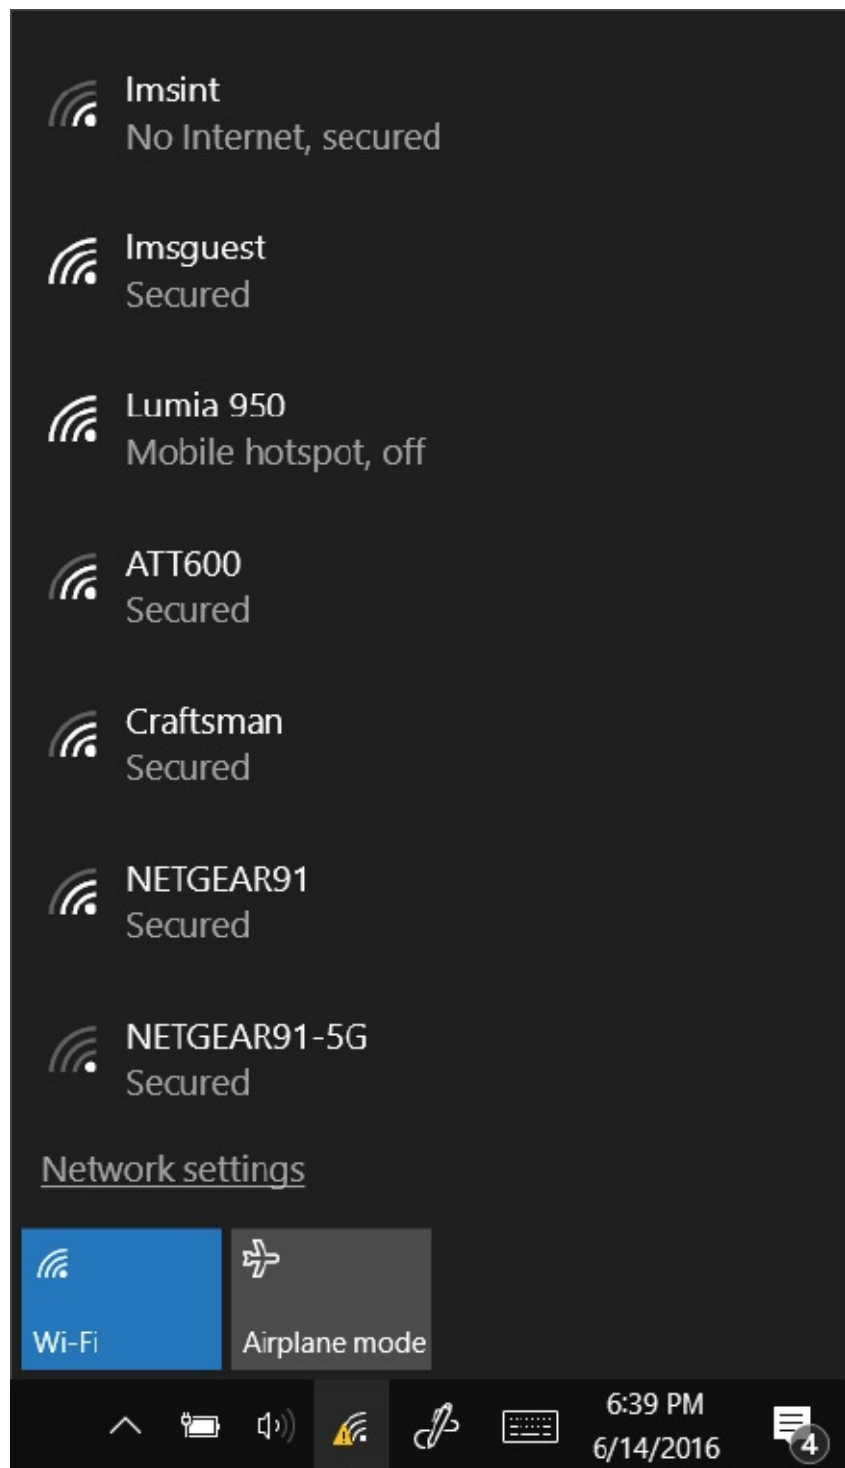 lmsint
No Internet, secured
lmsguest
Secured
Lumia 950
Mobile hotspot, off
ATT600
Secured
Craftsman
Secured
NETGEAR91
Secured
NETGEAR91-5G
Secured
Network settings
Wi-Fi
Airplane mode
6:39 PM
6/14/2016
4